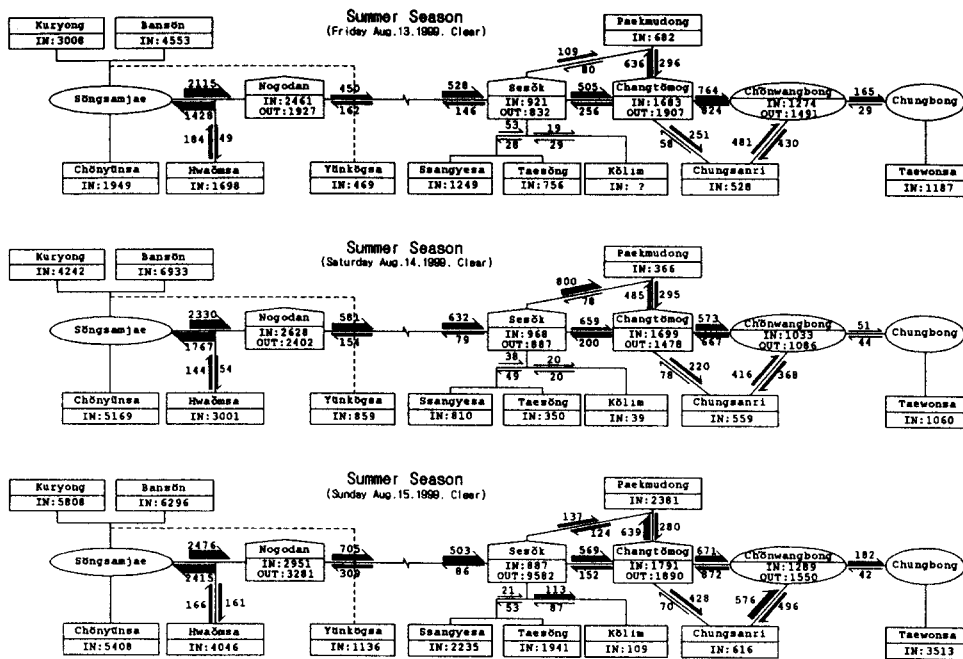 Summer Season
(Friday Aug.13.1999. Clear)
Kuryong
IN:3008
Bansŏn
IN:4553
Paekmudong
IN:682
109
80
636
296
2115
1428
Nogodan
IN:2461
OUT:1927
450
162
528
146
Sesŏk
IN:921
OUT:832
505
256
Changtŏmog
IN:1683
OUT:1907
764
824
Chŏnwangbong
IN:1274
OUT:1491
165
29
Chungbong
Sŏngsamjae
184
49
53
28
19
29
58
251
481
430
Chŏnyŭnsa
IN:1949
Hwaŏmsa
IN:1698
Yŭnkŏgsa
IN:469
Ssangyesa
IN:1249
Taesŏng
IN:756
Kŏlim
IN: ?
Chungsanri
IN:528
Taewonsa
IN:1187
Summer Season
(Saturday Aug.14.1999. Clear)
Kuryong
IN:4242
Bansŏn
IN:6933
Paekmudong
IN:366
800
78
485
295
2330
1767
Nogodan
IN:2628
OUT:2402
581
154
632
79
Sesŏk
IN:968
OUT:887
659
200
Changtŏmog
IN:1699
OUT:1478
573
667
Chŏnwangbong
IN:1033
OUT:1086
51
44
Chungbong
Sŏngsamjae
144
54
38
49
20
20
78
220
416
368
Chŏnyŭnsa
IN:5169
Hwaŏmsa
IN:3001
Yŭnkŏgsa
IN:859
Ssangyesa
IN:810
Taesŏng
IN:350
Kŏlim
IN:39
Chungsanri
IN:559
Taewonsa
IN:1060
Summer Season
(Sunday Aug.15.1999. Clear)
Kuryong
IN:5808
Bansŏn
IN:6296
Paekmudong
IN:2381
137
124
639
280
2476
2415
Nogodan
IN:2951
OUT:3281
705
309
503
86
Sesŏk
IN:887
OUT:9582
569
152
Changtŏmog
IN:1791
OUT:1890
671
872
Chŏnwangbong
IN:1289
OUT:1550
182
42
Chungbong
Sŏngsamjae
166
161
21
53
113
87
70
428
576
496
Chŏnyŭnsa
IN:5408
Hwaŏmsa
IN:4046
Yŭnkŏgsa
IN:1136
Ssangyesa
IN:2235
Taesŏng
IN:1941
Kŏlim
IN:109
Chungsanri
IN:616
Taewonsa
IN:3513